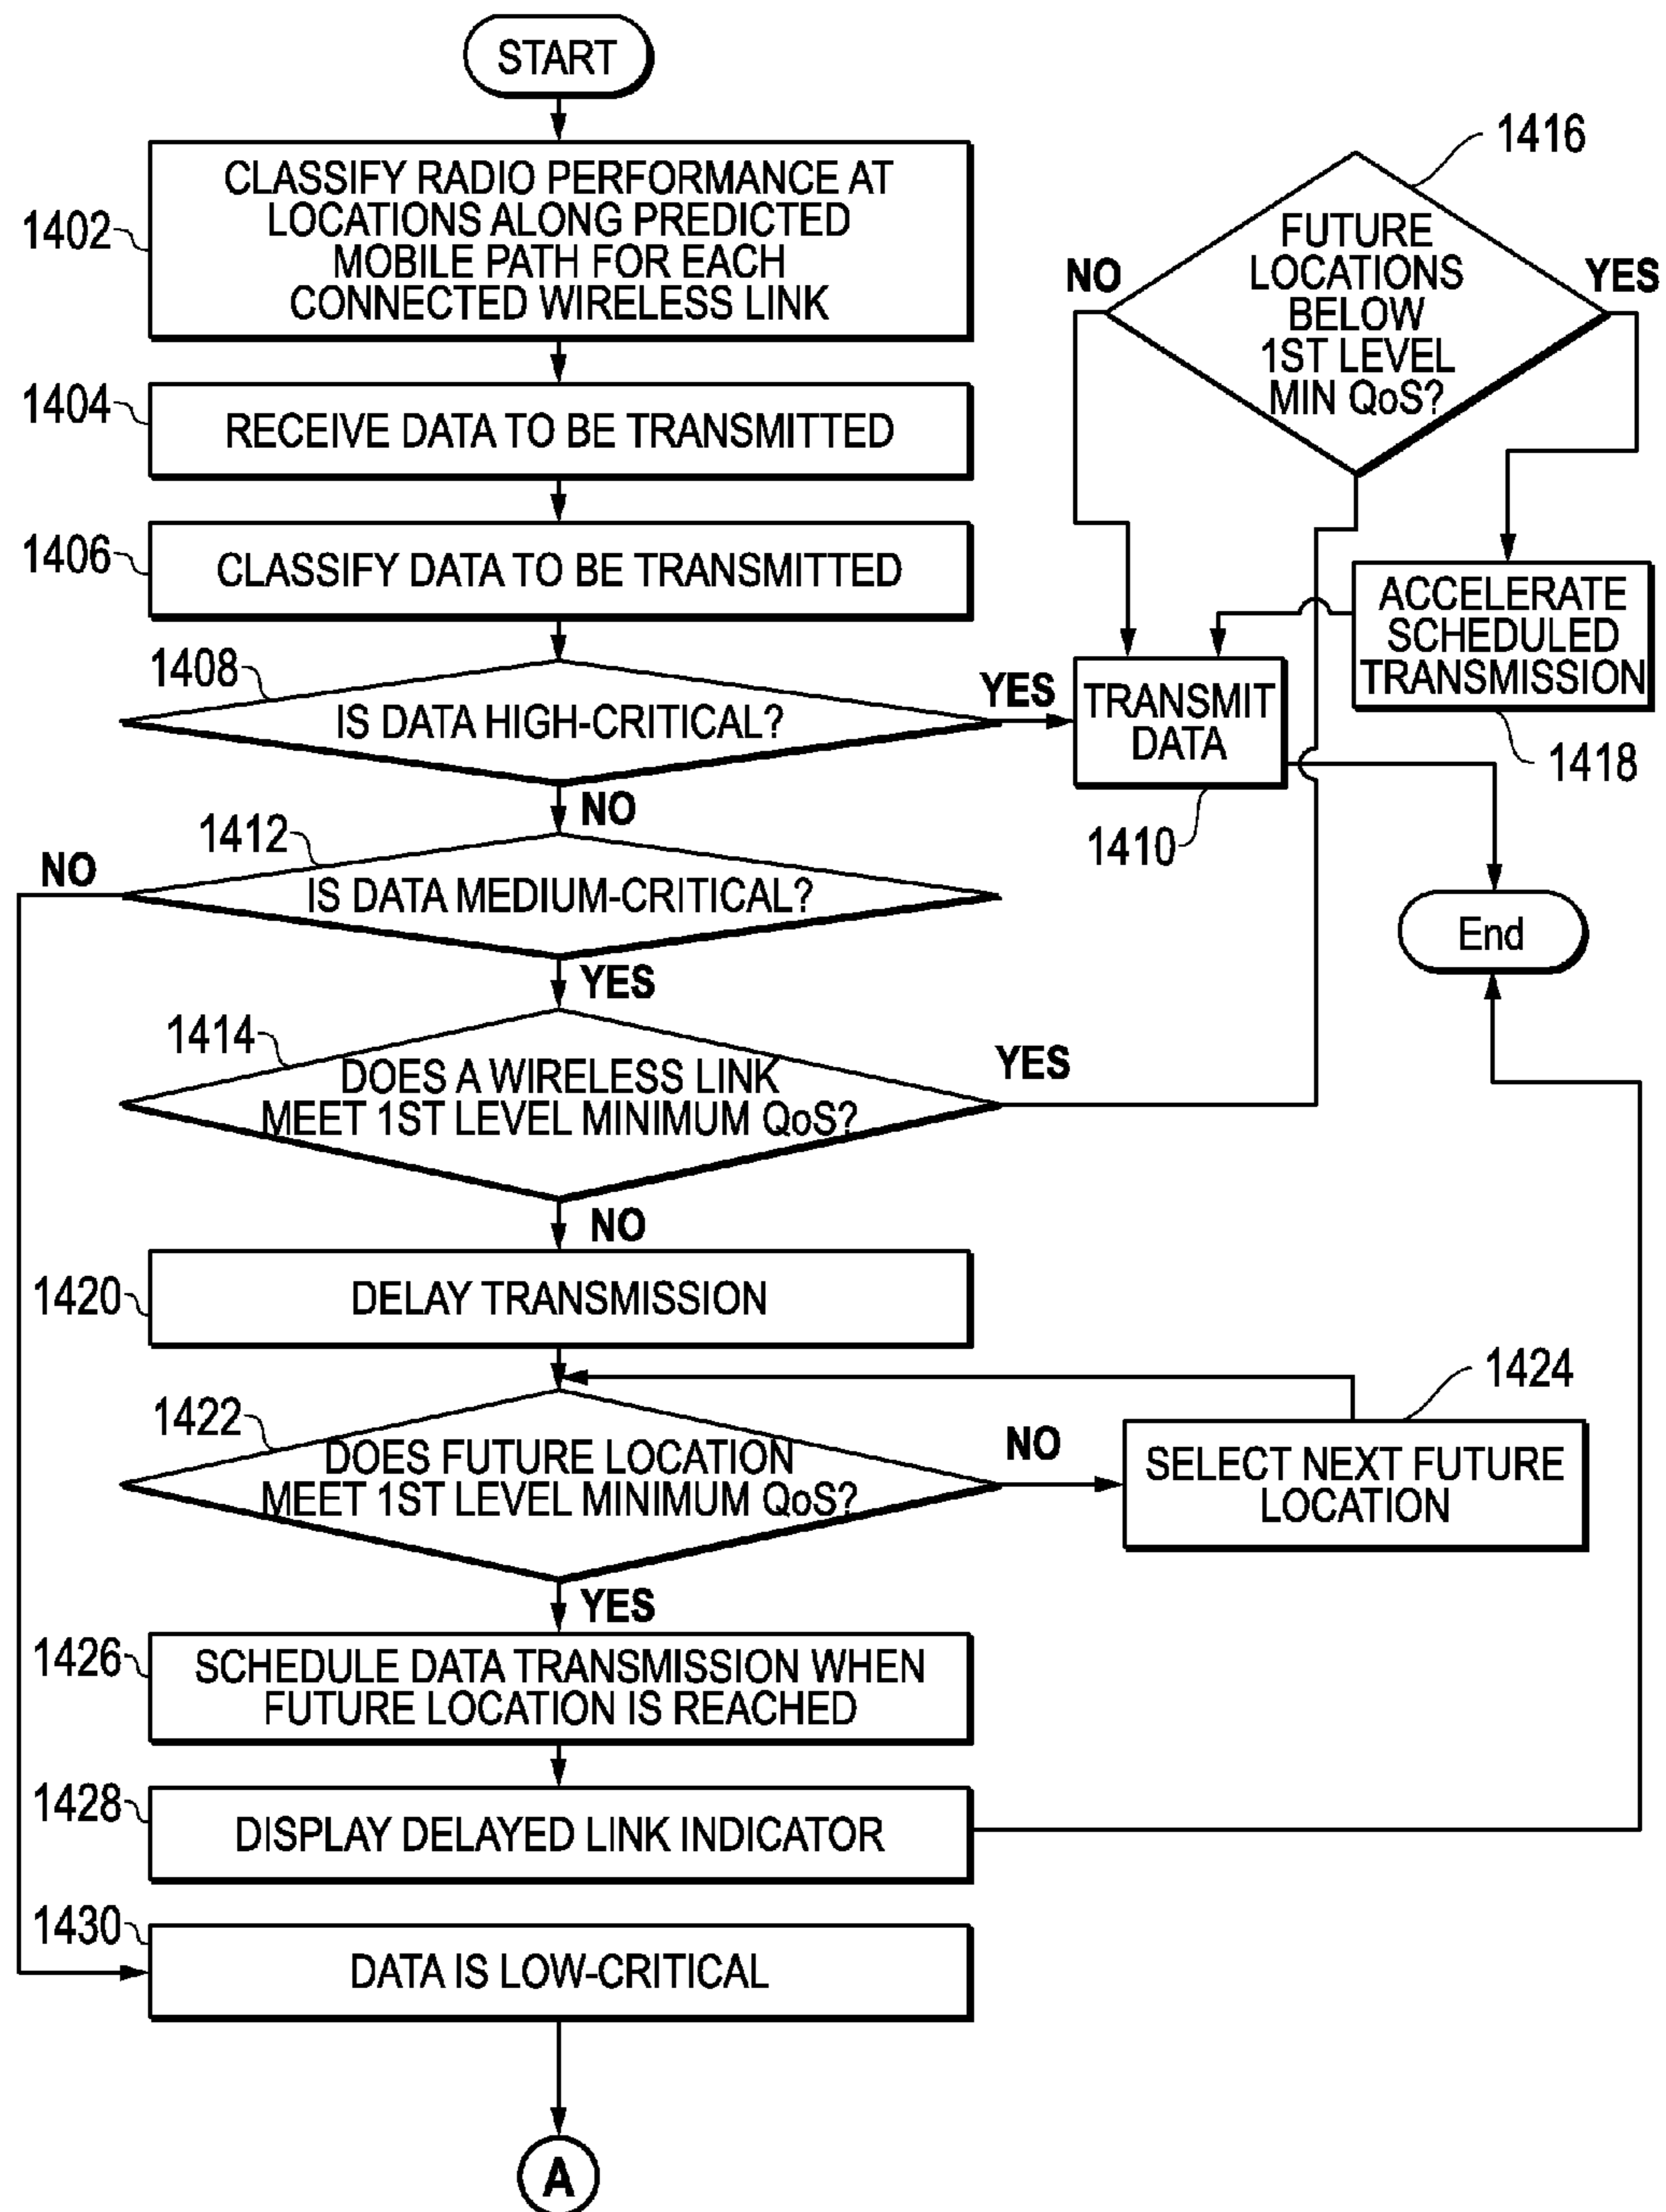 START
1402
CLASSIFY RADIO PERFORMANCE AT
LOCATIONS ALONG PREDICTED
MOBILE PATH FOR EACH
CONNECTED WIRELESS LINK
1404
RECEIVE DATA TO BE TRANSMITTED
1406
CLASSIFY DATA TO BE TRANSMITTED
1408
IS DATA HIGH-CRITICAL?
YES
NO
TRANSMIT
DATA
1410
1412
IS DATA MEDIUM-CRITICAL?
NO
YES
1414
DOES A WIRELESS LINK
MEET 1ST LEVEL MINIMUM QoS?
YES
NO
1416
FUTURE
LOCATIONS
BELOW
1ST LEVEL
MIN QoS?
NO
YES
ACCELERATE
SCHEDULED
TRANSMISSION
1418
End
1420
DELAY TRANSMISSION
1422
DOES FUTURE LOCATION
MEET 1ST LEVEL MINIMUM QoS?
NO
1424
SELECT NEXT FUTURE
LOCATION
YES
1426
SCHEDULE DATA TRANSMISSION WHEN
FUTURE LOCATION IS REACHED
1428
DISPLAY DELAYED LINK INDICATOR
1430
DATA IS LOW-CRITICAL
A